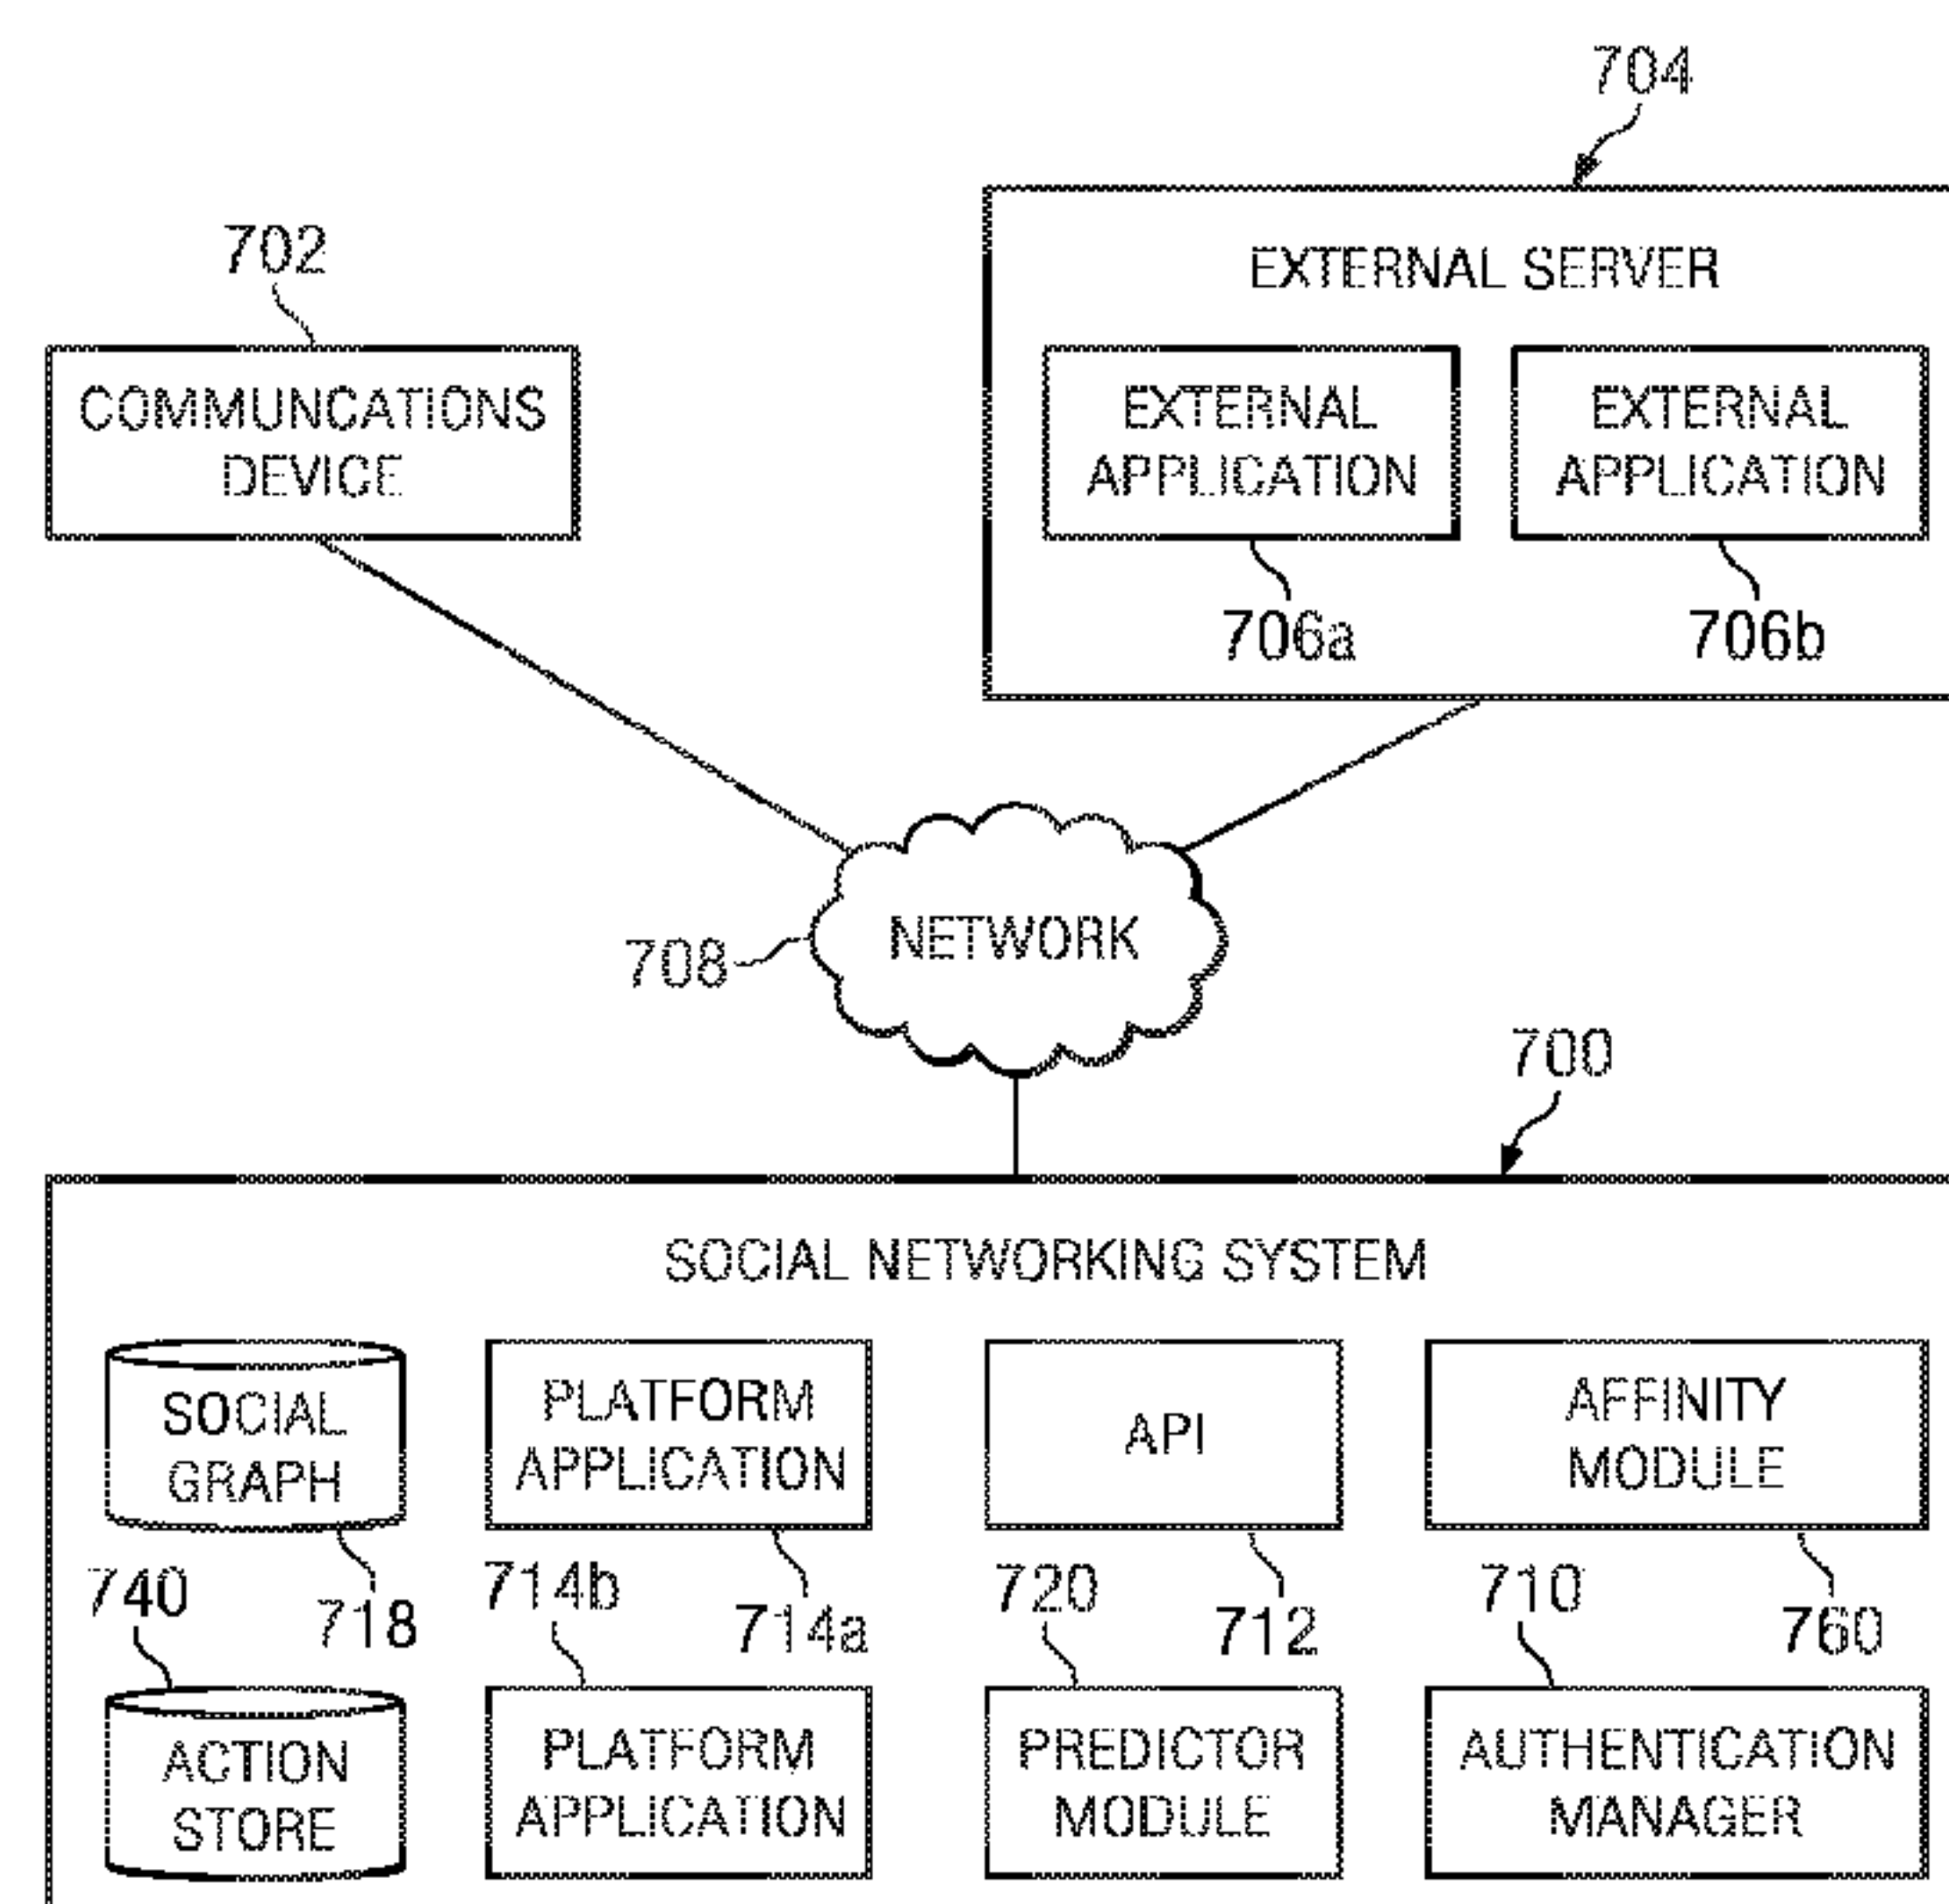 704
702
EXTERNAL SERVER
COMMUNCATIONS
DEVICE
EXTERNAL
APPLICATION
EXTERNAL
APPLICATION
706a
706b
NETWORK
708
700
SOCIAL NETWORKING SYSTEM
SOCIAL
GRAPH
PLATFORM
APPLICATION
API
AFFINITY
MODULE
740
718
714b
714a
720
712
710
760
ACTION
STORE
PLATFORM
APPLICATION
PREDICTOR
MODULE
AUTHENTICATION
MANAGER